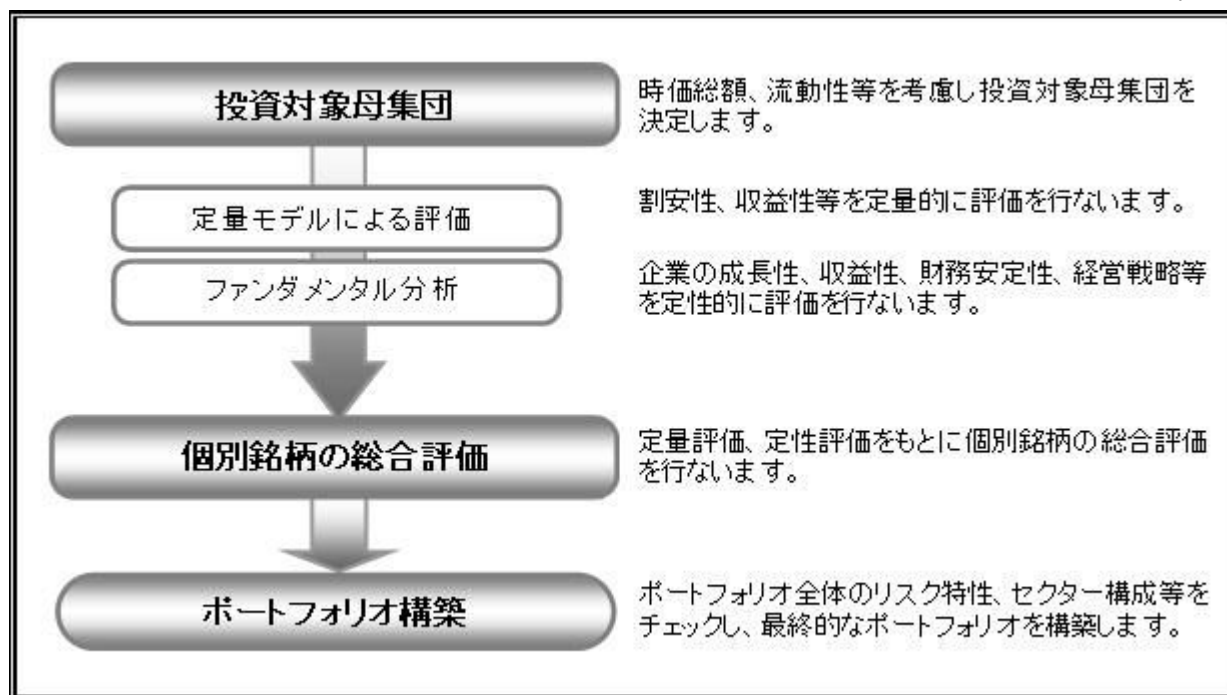 投資対象母集団
時価総額、流動性等を考慮し投資対象母集団を
決定します。
定量モデルによる評価
割安性、収益性等を定量的に評価を行ないます。
ファンダメンタル分析
企業の成長性、収益性、財務安定性、経営戦略等
を定性的に評価を行ないます。
個別銘柄の総合評価
定量評価、定性評価をもとに個別銘柄の総合評価
を行ないます。
ポートフォリオ構築
ポートフォリオ全体のリスク特性、セクター構成等を
チェックし、最終的なポートフォリオを構築します。